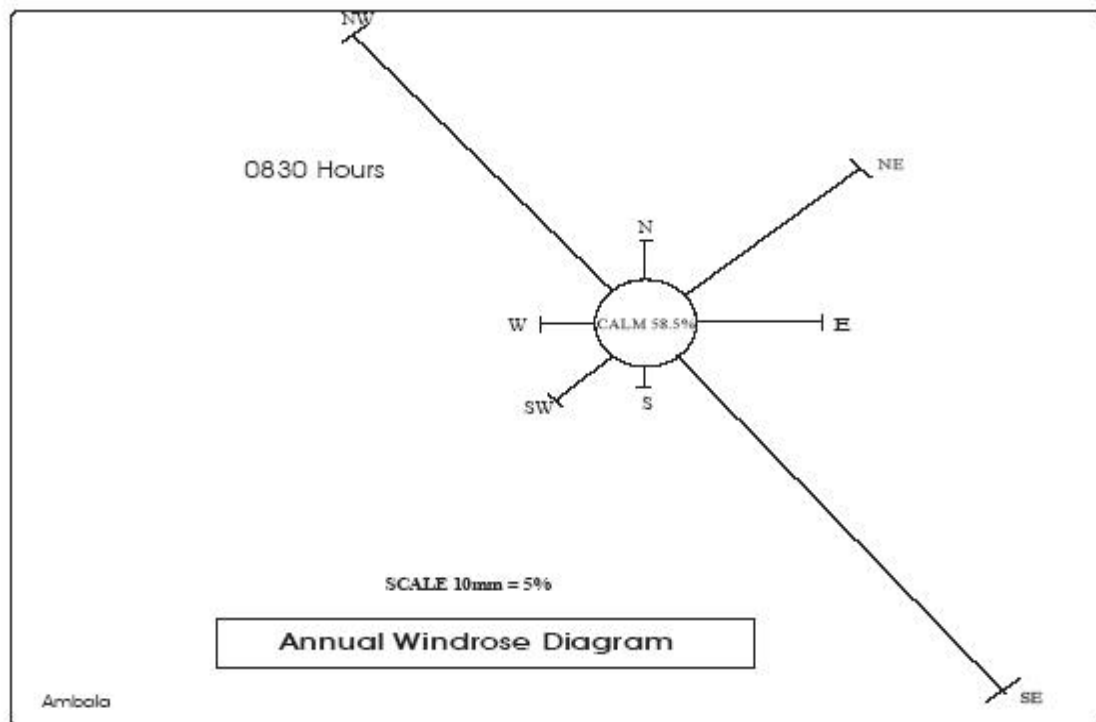 NW
0830 Hours
NE
N
W
CALM 58.5%
E
SW
S
SCALE 10mm = 5%
Annual Windrose Diagram
Ambala
SE